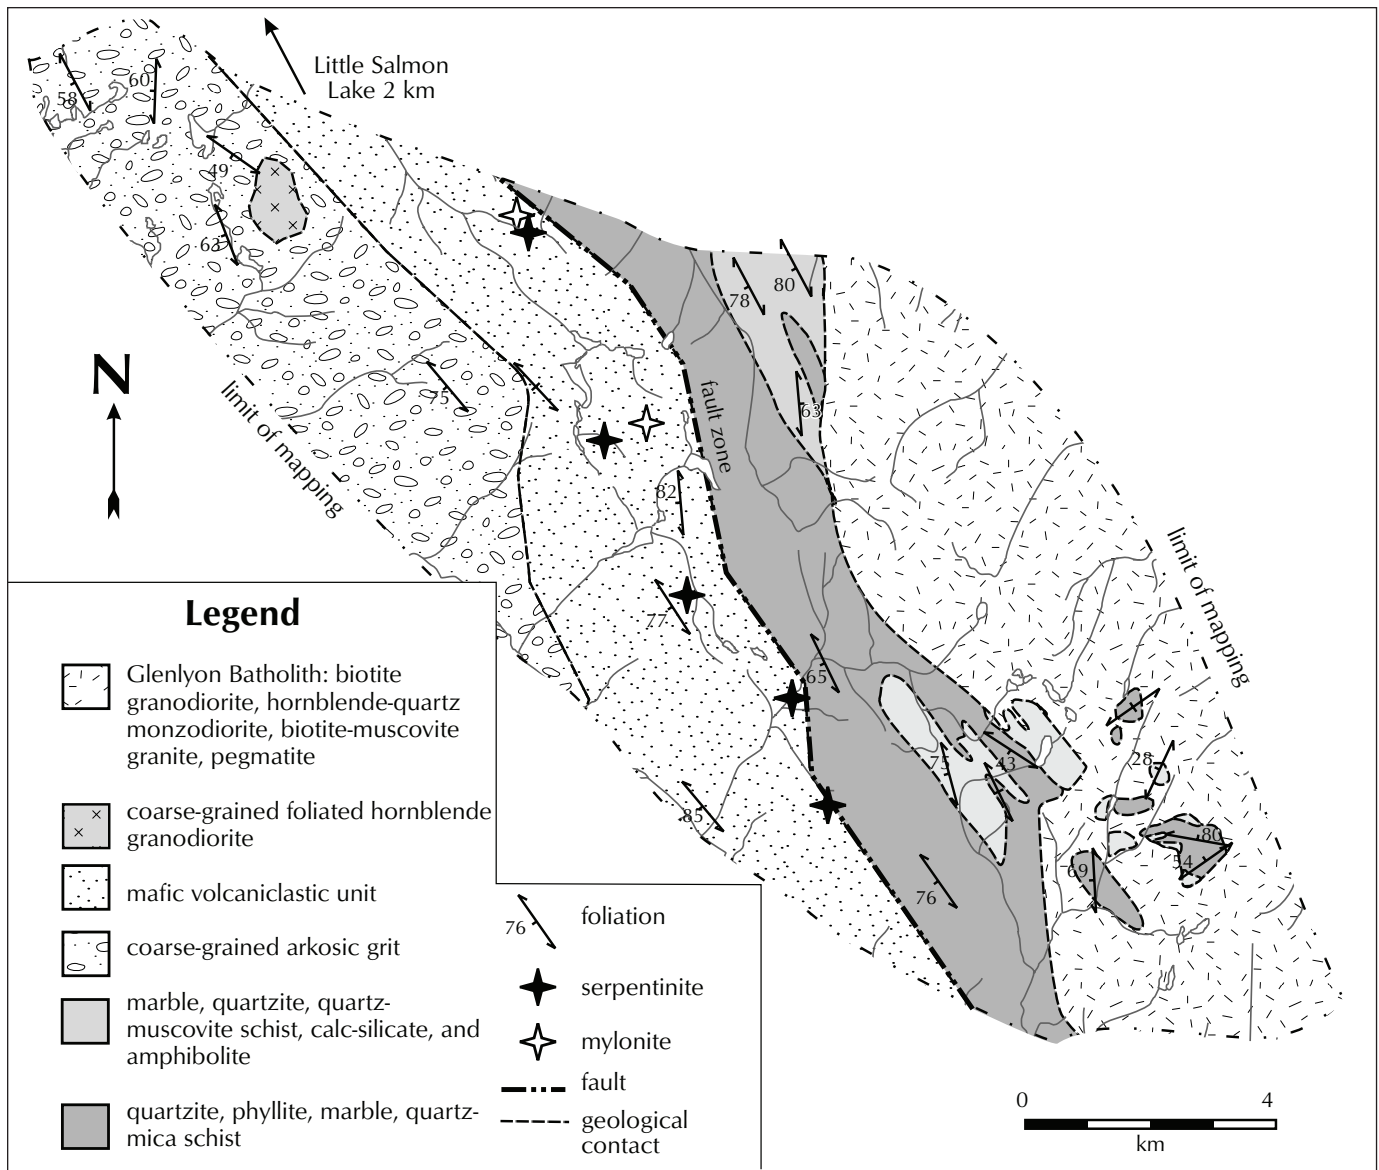 Little Salmon
Lake 2 km
60
58
49
63
N
75
limit of mapping
78
80
63
fault zone
82
77
65
limit of mapping
75
43
28
80
54
69
85
76
Legend
Glenlyon Batholith: biotite
granodiorite, hornblende-quartz
monzodiorite, biotite-muscovite
granite, pegmatite
coarse-grained foliated hornblende
granodiorite
mafic volcaniclastic unit
coarse-grained arkosic grit
marble, quartzite, quartz-
muscovite schist, calc-silicate, and
amphibolite
quartzite, phyllite, marble, quartz-
mica schist
76
foliation
serpentinite
mylonite
fault
geological
contact
0 4
km